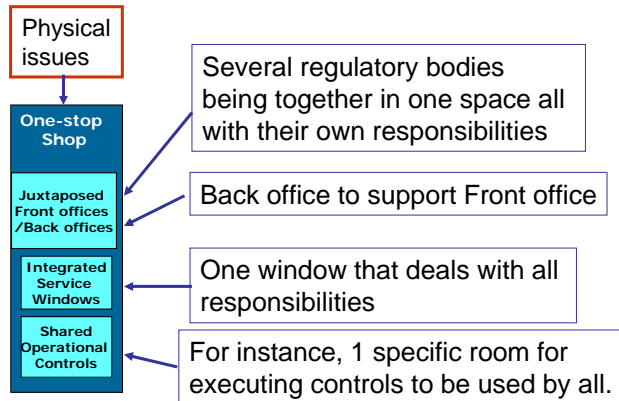 Physical
issues
One-stop
Shop
Juxtaposed
Front offices
/Back offices
Integrated
Service
Windows
Shared
Operational
Controls
Several regulatory bodies
being together in one space all
with their own responsibilities
Back office to support Front office
One window that deals with all
responsibilities
For instance, 1 specific room for
executing controls to be used by all.